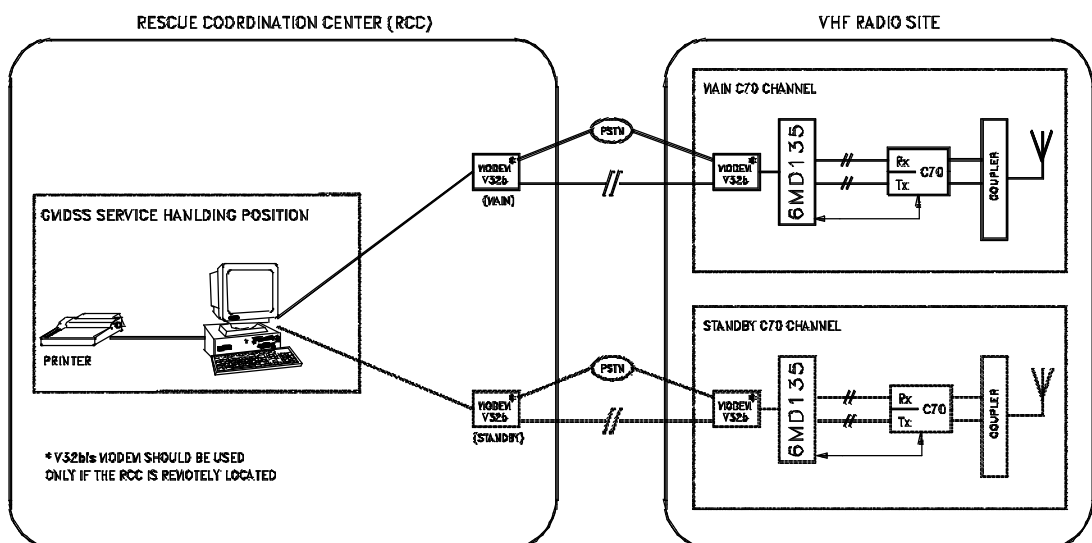 RESCUE COORDINATION CENTER (RCC)
VHF RADIO SITE
MAIN C70 CHANNEL
PSTN
MODEM *
V32b
(MAIN)
MODEM *
V32b
6MD135
Rx
Tx
C70
COUPLER
GMDSS SERVICE HANLDING POSITION
PRINTER
STANDBY C70 CHANNEL
PSTN
MODEM *
V32b
(STANDBY)
MODEM *
V32b
6MD135
Rx
Tx
C70
COUPLER
* V32bis MODEM SHOULD BE USED
ONLY IF THE RCC IS REMOTELY LOCATED